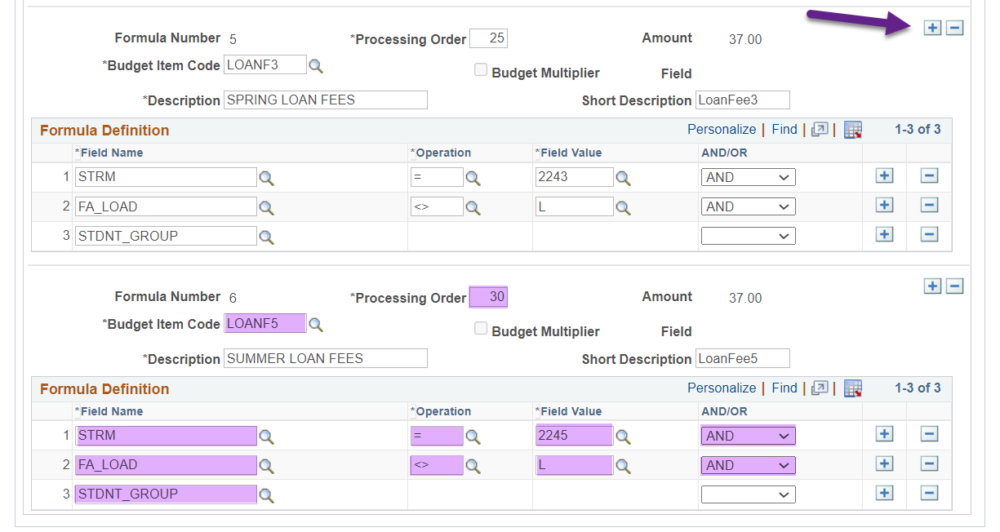 Formula Number 5 *Processing Order 25 Amount 37.00
*Budget Item Code LOANF3 Budget Multiplier Field
*Description SPRING LOAN FEES Short Description LoanFee3
Formula Definition Personalize | Find | | 1-3 of 3
*Field Name *Operation *Field Value AND/OR
1 STRM = 2243 AND
2 FA_LOAD <> L AND
3 STDNT_GROUP
Formula Number 6 *Processing Order 30 Amount 37.00
*Budget Item Code LOANF5 Budget Multiplier Field
*Description SUMMER LOAN FEES Short Description LoanFee5
Formula Definition Personalize | Find | | 1-3 of 3
*Field Name *Operation *Field Value AND/OR
1 STRM = 2245 AND
2 FA_LOAD <> L AND
3 STDNT_GROUP